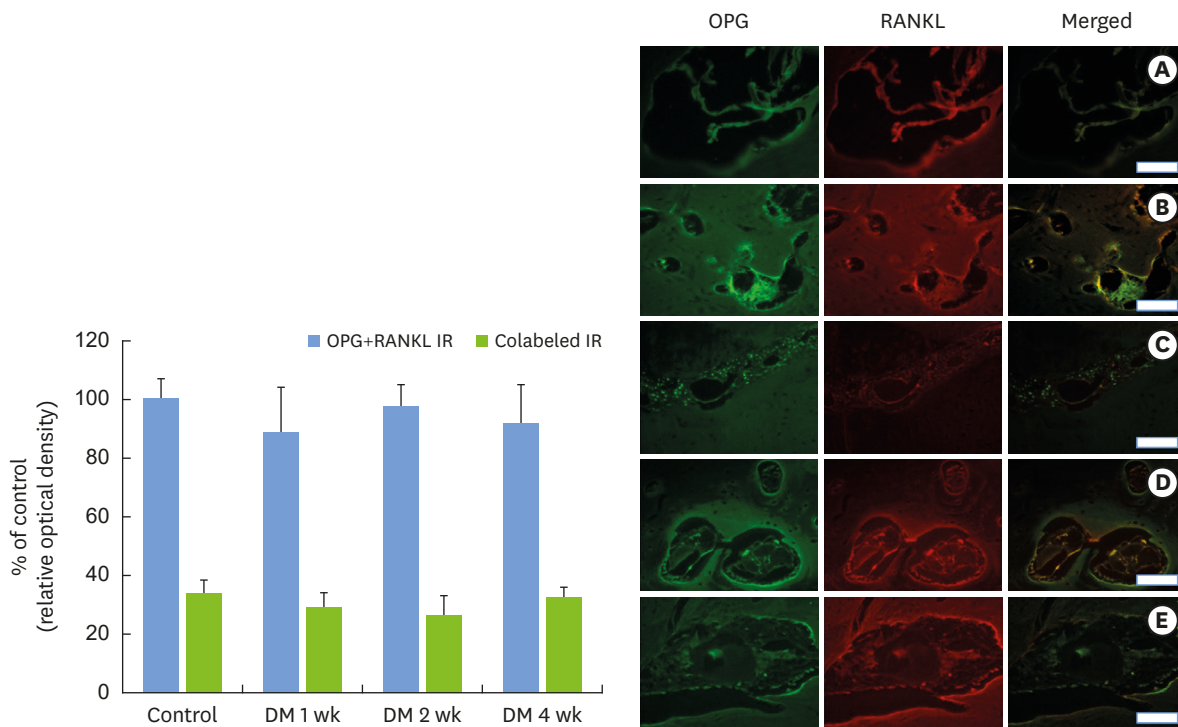 OPG RANKL Merged
A
B
C
D
E
120
100
80
60
40
20
0
% of control
(relative optical density)
OPG+RANKL IR Colabeled IR
Control DM 1 wk DM 2 wk DM 4 wk